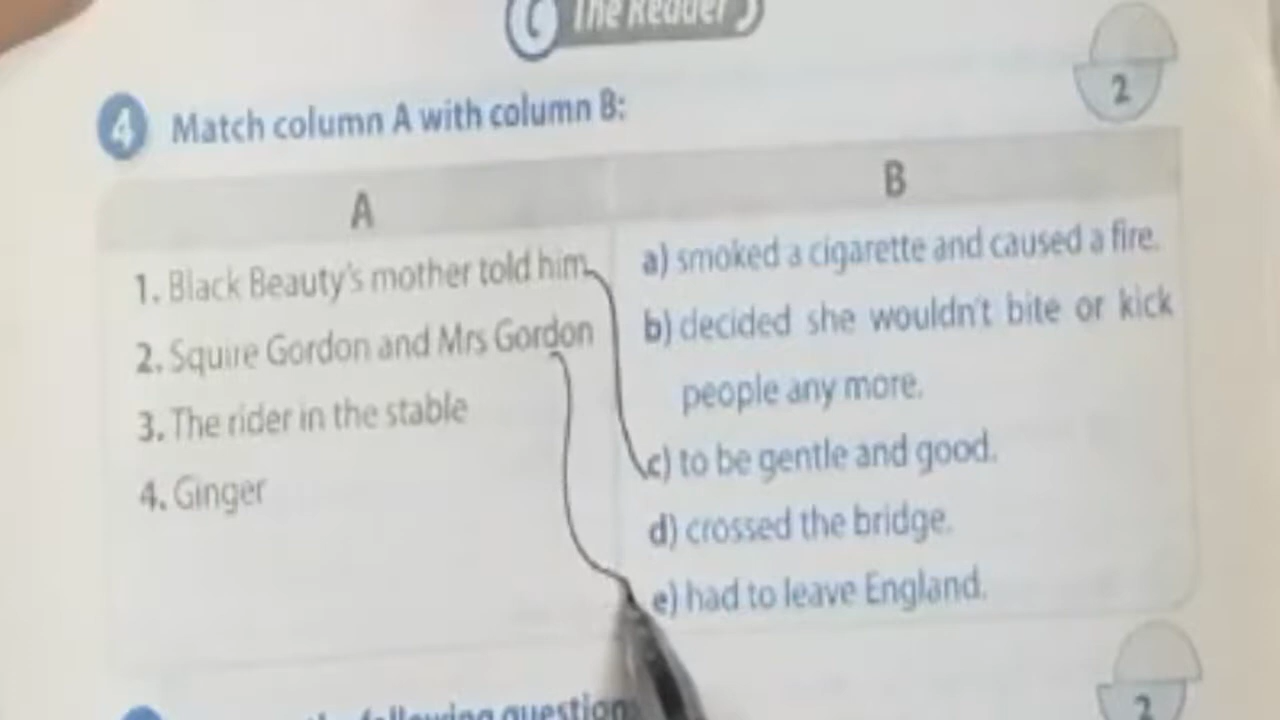 The Reader
4 Match column A with column B:
2
A
B
1. Black Beauty's mother told him
2. Squire Gordon and Mrs Gordon
3. The rider in the stable
4. Ginger
a) smoked a cigarette and caused a fire.
b) decided she wouldn't bite or kick
people any more.
c) to be gentle and good.
d) crossed the bridge.
e) had to leave England.
following question
2